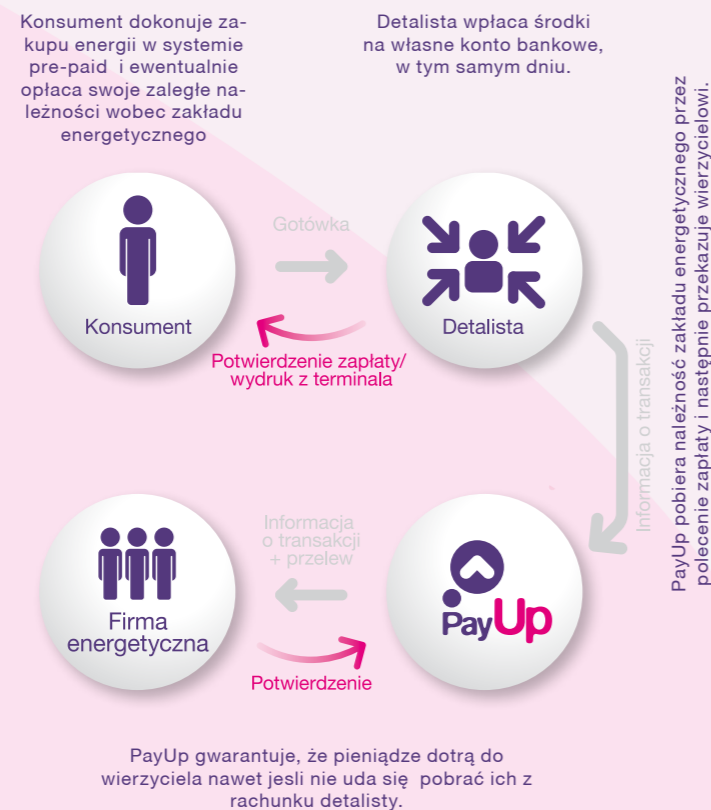 Konsument dokonuje za-
kupu energii w systemie
pre-paid i ewentualnie
opłaca swoje zaległe na-
leżności wobec zakładu
energetycznego
Detalista wpłaca środki
na własne konto bankowe,
w tym samym dniu.
Gotówka
Konsument
Detalista
Potwierdzenie zapłaty/
wydruk z terminala
Informacja o transakcji
PayUp pobiera należność zakładu energetycznego przez
polecenie zapłaty i następnie przekazuje wierzycielowi.
Informacja
o transakcji
+ przelew
Firma
energetyczna
PayUp
Potwierdzenie
PayUp gwarantuje, że pieniądze dotrą do
wierzyciela nawet jesli nie uda się pobrać ich z
rachunku detalisty.